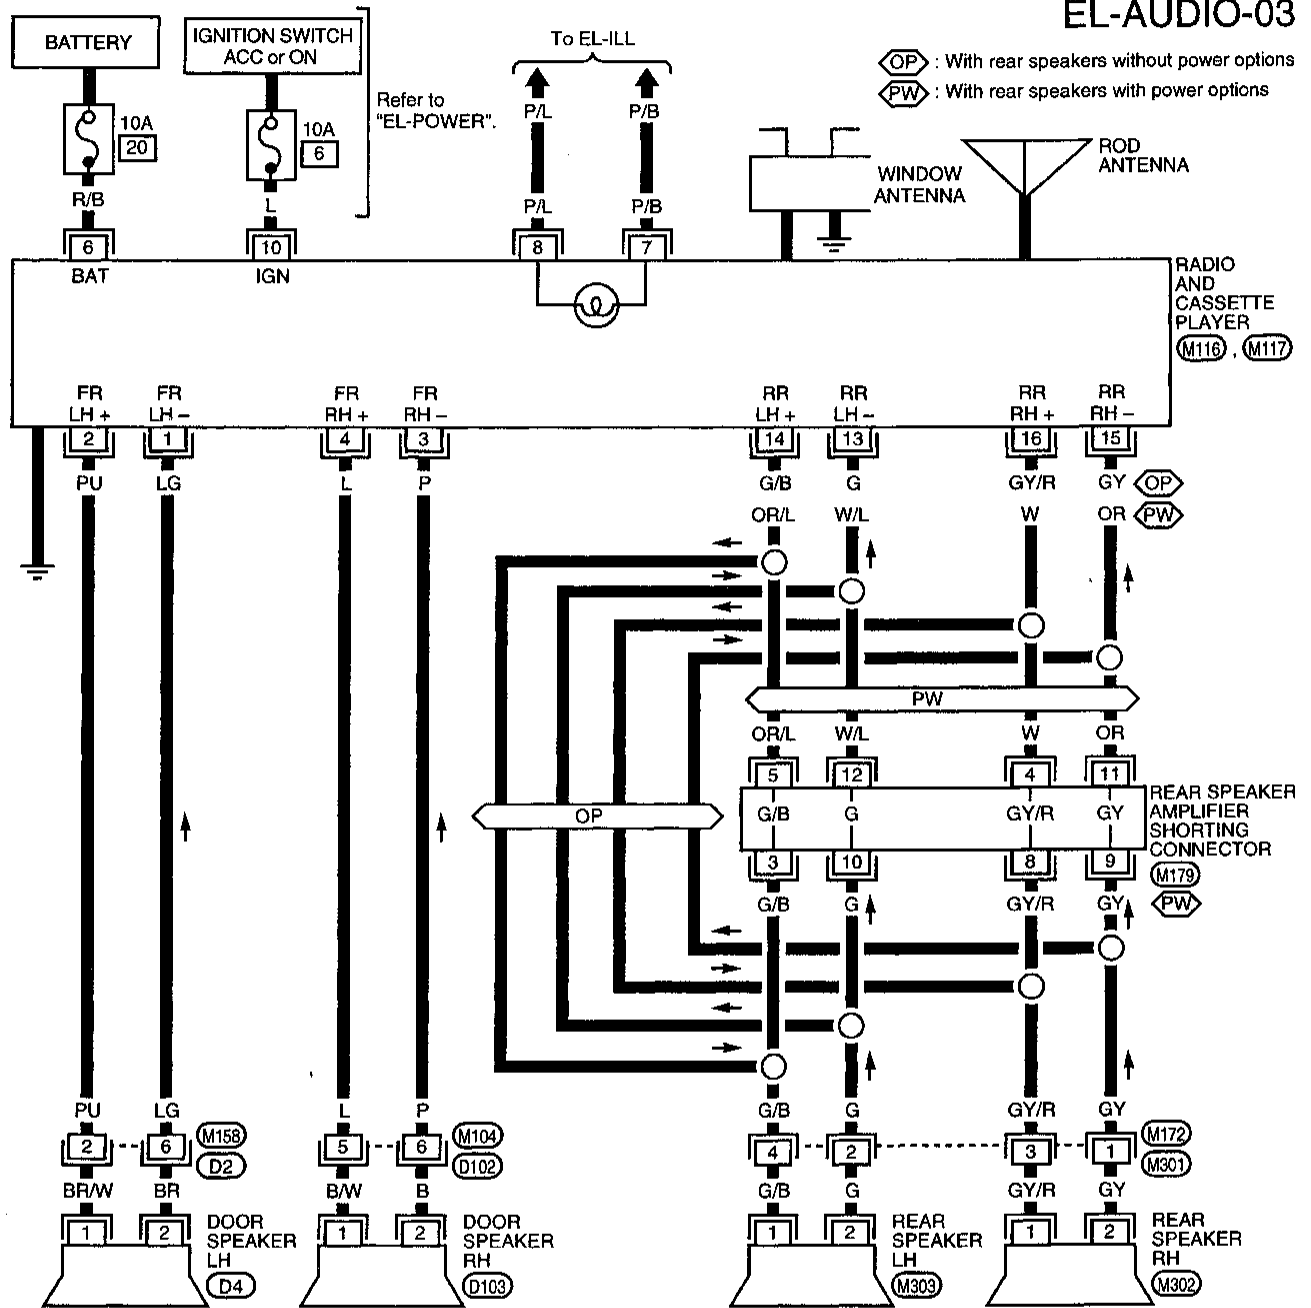 EL-AUDIO-03
OP : With rear speakers without power options
PW : With rear speakers with power options
BATTERY
IGNITION SWITCH
ACC or ON
10A
20
10A
6
Refer to
"EL-POWER".
To EL-ILL
P/L P/B
P/L P/B
WINDOW
ANTENNA
ROD
ANTENNA
R/B L
6 10 8 7
BAT IGN
RADIO
AND
CASSETTE
PLAYER
M116 , M117
FR FR FR FR RR RR RR RR
LH + LH – RH + RH – LH + LH – RH + RH –
2 1 4 3 14 13 16 15
PU LG L P G/B G GY/R GY OP
OR/L W/L W OR PW
PW
OR/L W/L W OR
5 12 4 11
OP
G/B G GY/R GY
REAR SPEAKER
AMPLIFIER
SHORTING
CONNECTOR
M179
3 10 8 9
G/B G GY/R GY PW
PU LG L P G/B G GY/R GY
2 6 M158
D2
5 6 M104
D102
4 2 3 1 M172
M301
BR/W BR B/W B G/B G GY/R GY
1 2 1 2 1 2 1 2
DOOR
SPEAKER
LH
D4
DOOR
SPEAKER
RH
D103
REAR
SPEAKER
LH
M303
REAR
SPEAKER
RH
M302